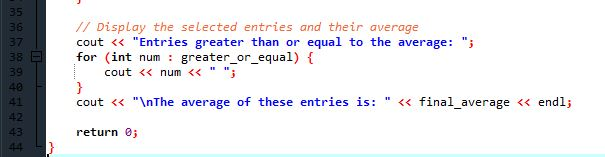 34 }
35
36 // Display the selected entries and their average
37 cout << "Entries greater than or equal to the average: ";
38 for (int num : greater_or_equal) {
39 cout << num << " ";
40 }
41 cout << "\nThe average of these entries is: " << final_average << endl;
42
43 return 0;
44 }